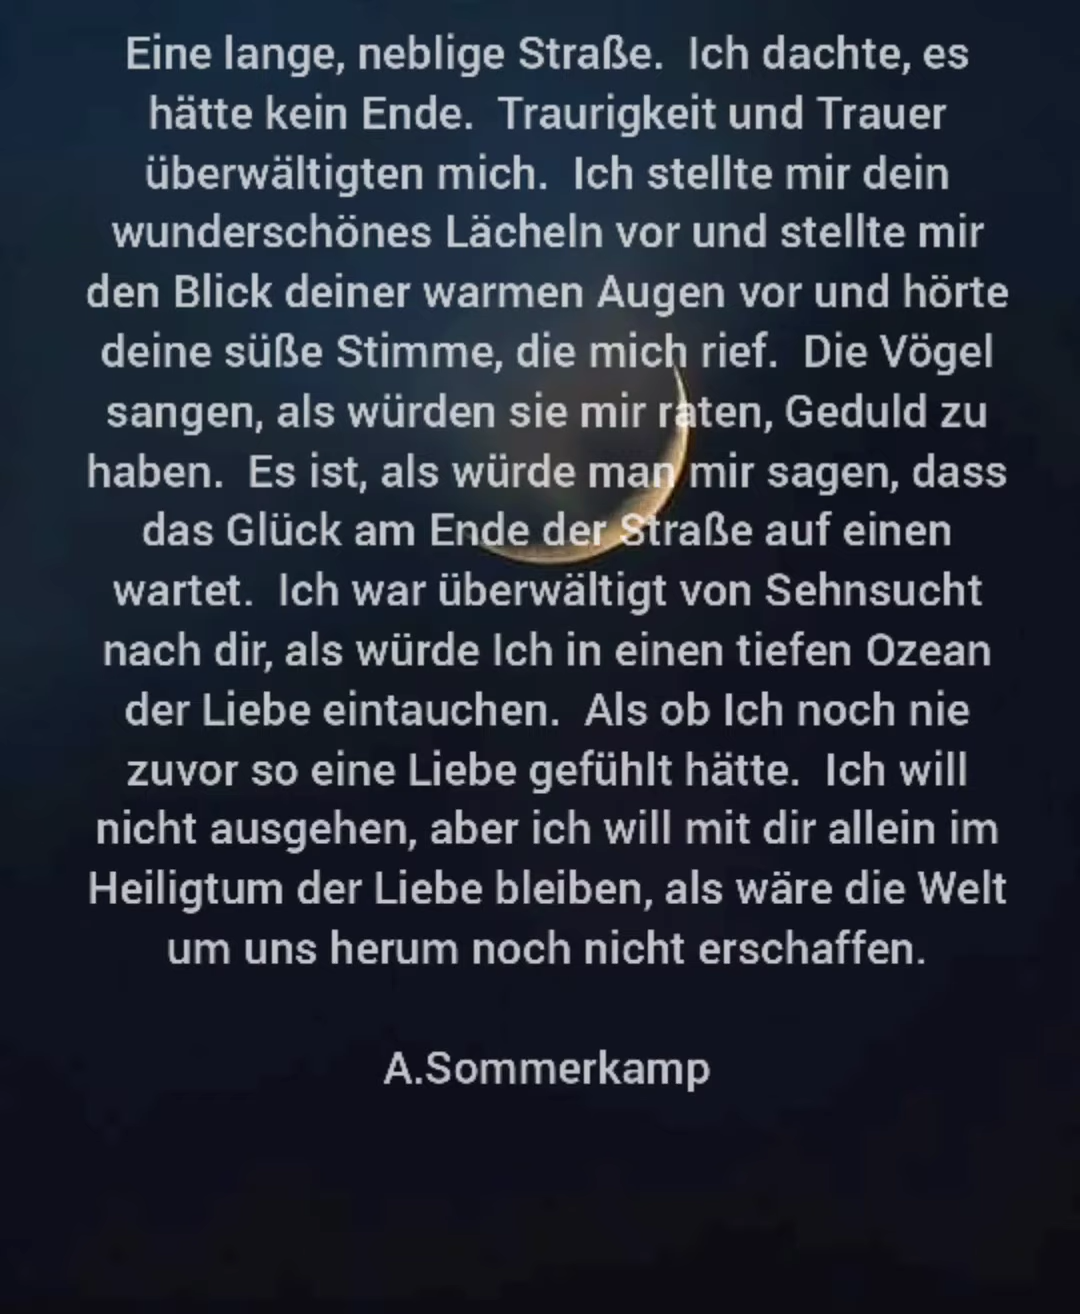 Eine lange, neblige Straße.  Ich dachte, es
hätte kein Ende.  Traurigkeit und Trauer
überwältigten mich.  Ich stellte mir dein
wunderschönes Lächeln vor und stellte mir
den Blick deiner warmen Augen vor und hörte
deine süße Stimme, die mich rief.  Die Vögel
sangen, als würden sie mir raten, Geduld zu
haben.  Es ist, als würde man mir sagen, dass
das Glück am Ende der Straße auf einen
wartet.  Ich war überwältigt von Sehnsucht
nach dir, als würde Ich in einen tiefen Ozean
der Liebe eintauchen.  Als ob Ich noch nie
zuvor so eine Liebe gefühlt hätte.  Ich will
nicht ausgehen, aber ich will mit dir allein im
Heiligtum der Liebe bleiben, als wäre die Welt
um uns herum noch nicht erschaffen.
A.Sommerkamp